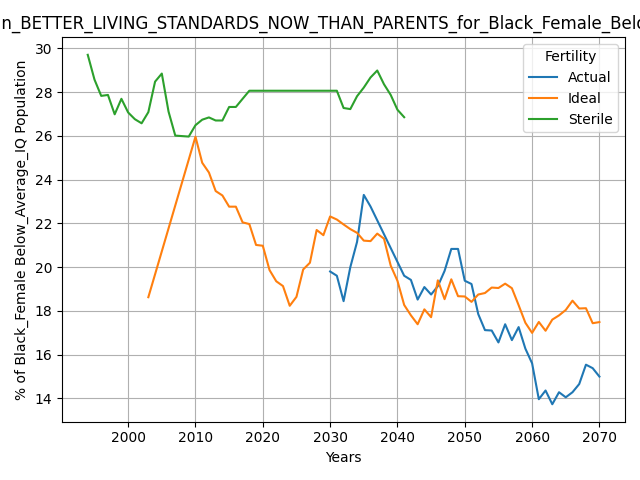 n_BETTER_LIVING_STANDARDS_NOW_THAN_PARENTS_for_Black_Female_Belo
% of Black_Female Below_Average_IQ Population
30
28
26
24
22
20
18
16
14
Fertility
Actual
Ideal
Sterile
2000 2010 2020 2030 2040 2050 2060 2070
Years